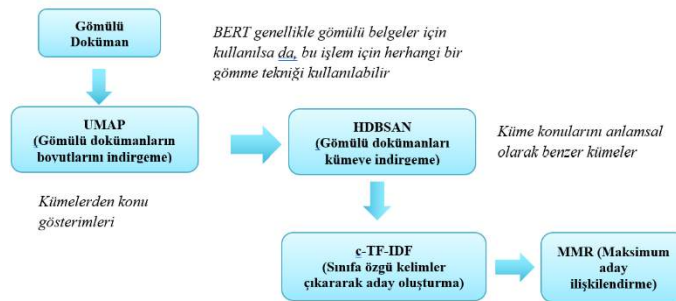 Gömülü
Doküman
BERT genellikle gömülü belgeler için
kullanılsa da, bu işlem için herhangi bir
gömme tekniği kullanılabilir
UMAP
(Gömülü dokümanların
boyutlarını indirgeme)
HDBSAN
(Gömülü dokümanları
kümeve indirgeme)
Küme konularını anlamsal
olarak benzer kümeler
Kümelerden konu
gösterimleri
c-TF-IDF
(Sınıfa özgü kelimler
çıkararak aday oluşturma)
MMR (Maksimum
aday
ilişkilendirme)